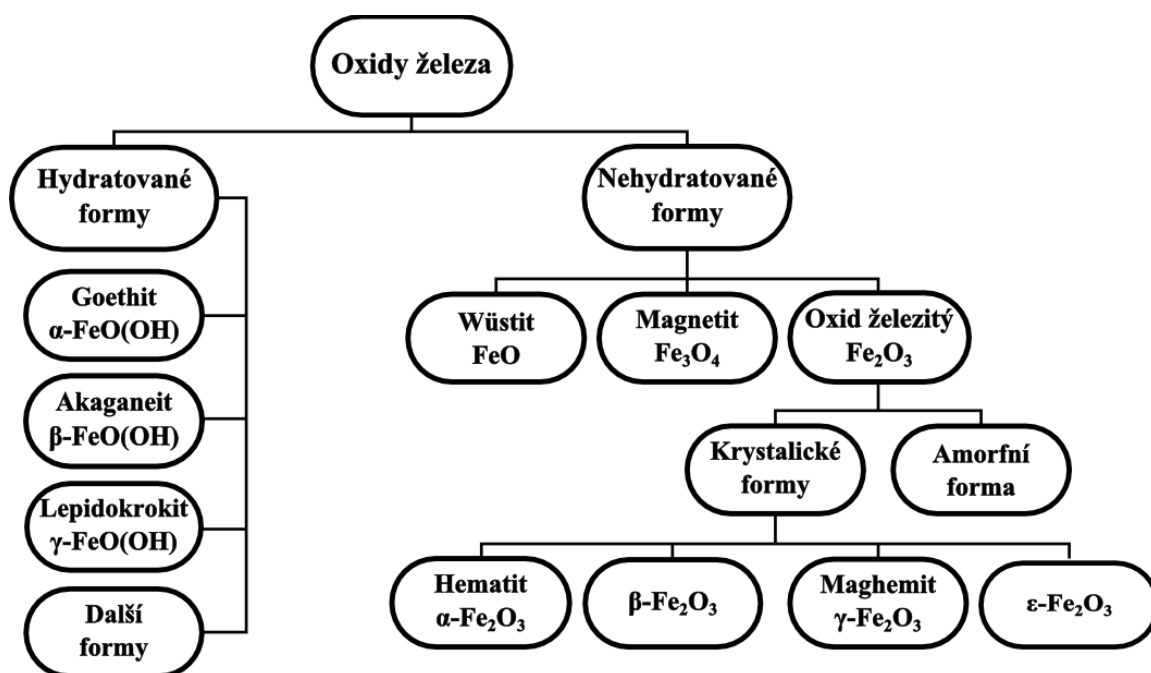 Oxidy železa
Hydratované
formy
Nehydratované
formy
Goethit
α-FeO(OH)
Akaganeit
β-FeO(OH)
Lepidokrokit
γ-FeO(OH)
Další
formy
Wüstit
FeO
Magnetit
Fe₃O₄
Oxid železitý
Fe₂O₃
Krystalické
formy
Amorfní
forma
Hematit
α-Fe₂O₃
β-Fe₂O₃
Maghemit
γ-Fe₂O₃
ε-Fe₂O₃